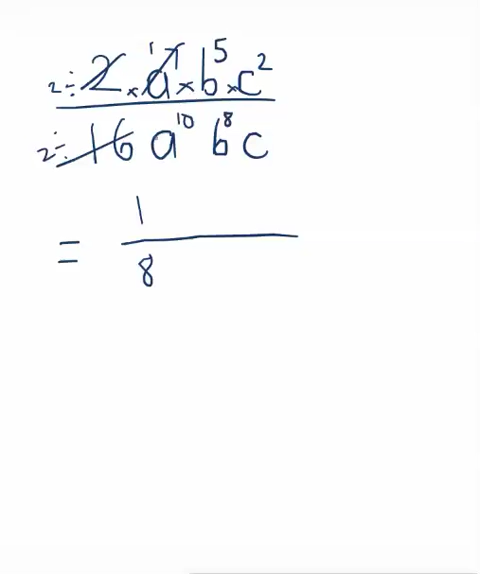 2÷ 2 × a¹ × b⁵ × c²
2÷ 16 a¹⁰ b⁸ c
1
= 
8